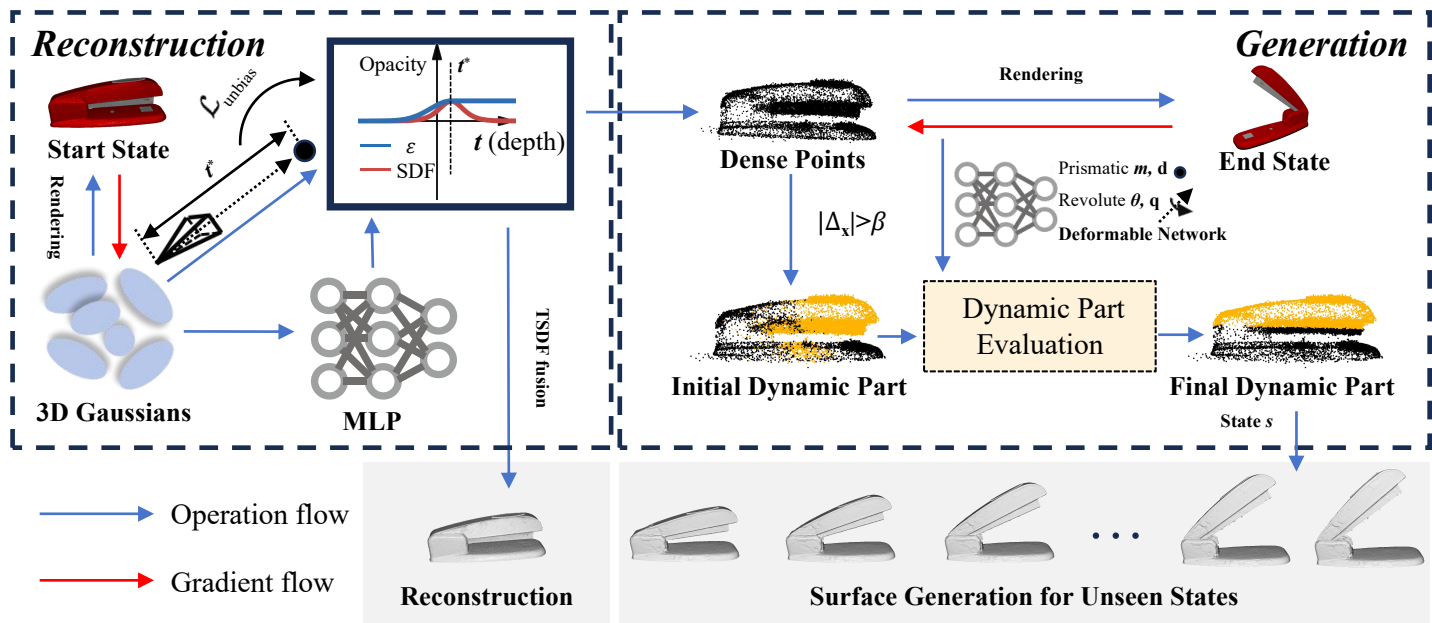 Reconstruction
Generation
Start State
Rendering
ℒunbias
t*
Opacity
t*
t (depth)
ε
SDF
3D Gaussians
MLP
TSDF fusion
Dense Points
Rendering
End State
|Δx|>β
Prismatic m, d
Revolute θ, q
Deformable Network
Initial Dynamic Part
Dynamic Part
Evaluation
Final Dynamic Part
State s
Operation flow
Gradient flow
Reconstruction
. . .
Surface Generation for Unseen States